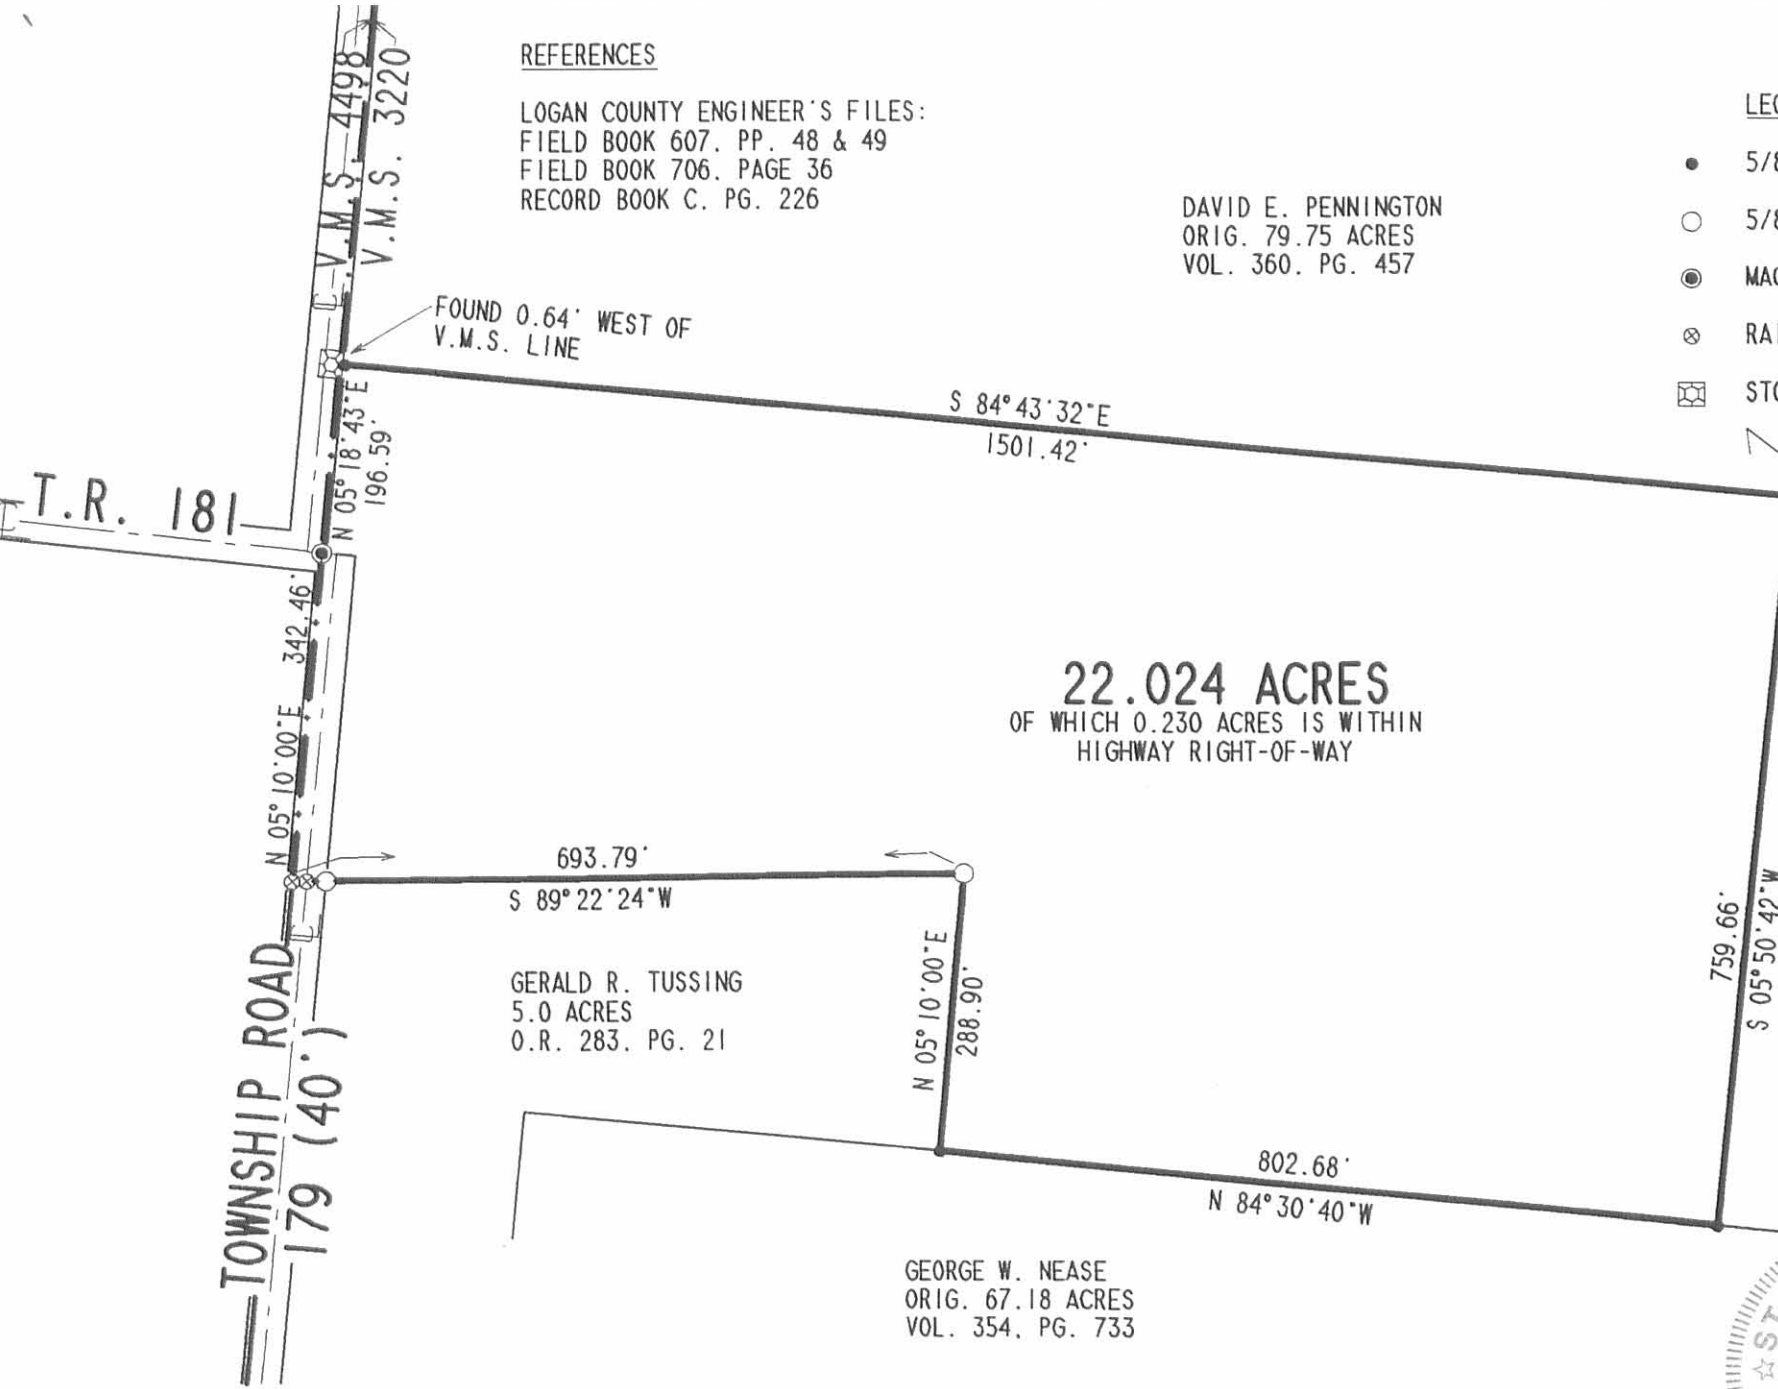 V.M.S. 4498
V.M.S. 3220
REFERENCES
LOGAN COUNTY ENGINEER'S FILES:
FIELD BOOK 607. PP. 48 & 49
FIELD BOOK 706. PAGE 36
RECORD BOOK C. PG. 226
DAVID E. PENNINGTON
ORIG. 79.75 ACRES
VOL. 360. PG. 457
5/8
5/8
FOUND 0.64' WEST OF
V.M.S. LINE
S 84°43'32"E
1501.42'
N 05°18'43"E
196.59'
T.R. 181
342.46'
N 05°10'00"E
22.024 ACRES
OF WHICH 0.230 ACRES IS WITHIN
HIGHWAY RIGHT-OF-WAY
693.79'
S 89°22'24"W
GERALD R. TUSSING
5.0 ACRES
O.R. 283. PG. 21
N 05°10'00"E
288.90'
759.66'
S 05°50'42"W
TOWNSHIP ROAD
179 (40')
802.68'
N 84°30'40"W
GEORGE W. NEASE
ORIG. 67.18 ACRES
VOL. 354. PG. 733